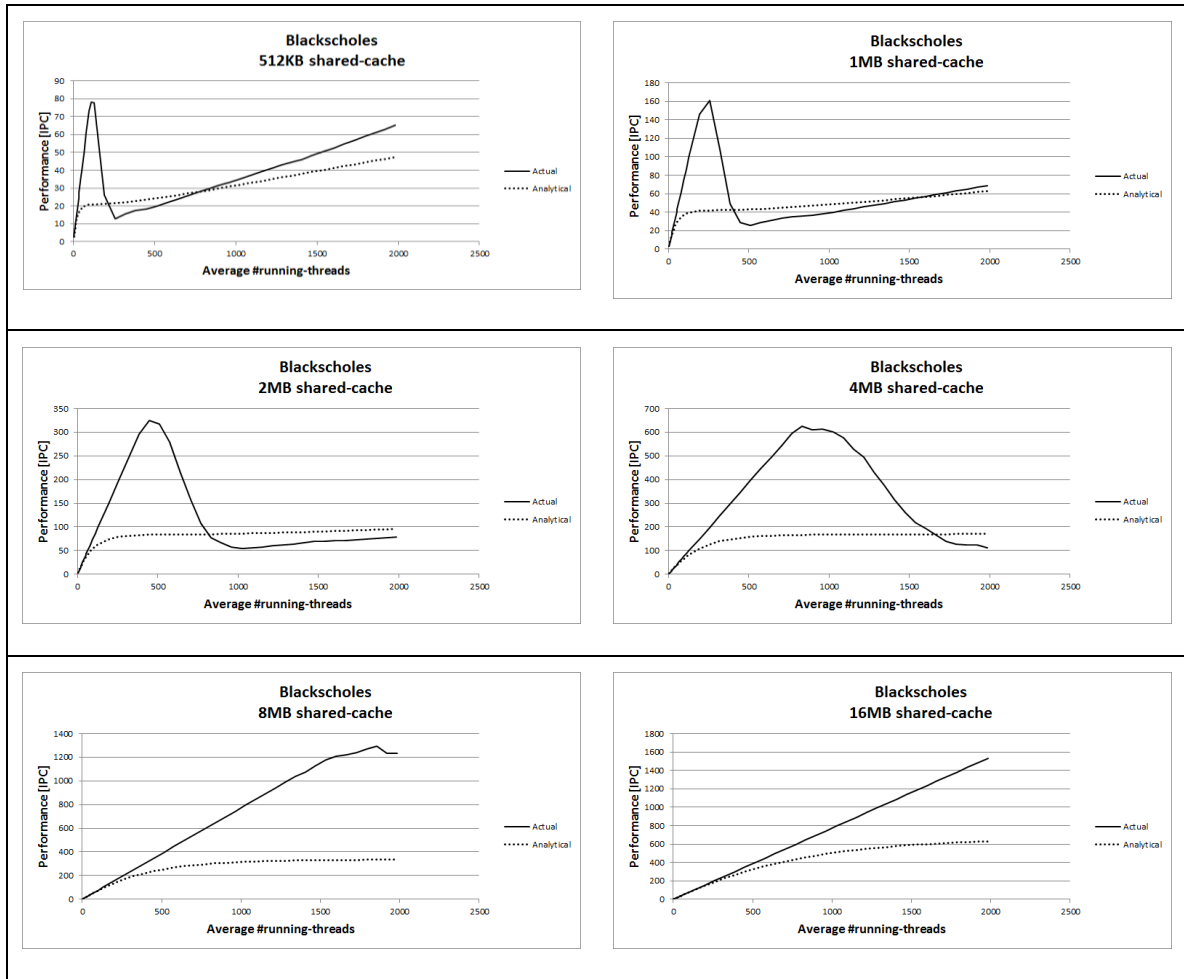 Blackscholes
512KB shared-cache
Performance [IPC]
90
80
70
60
50
40
30
20
10
0
0 500 1000 1500 2000 2500
Average #running-threads
Actual
Analytical
Blackscholes
1MB shared-cache
Performance [IPC]
180
160
140
120
100
80
60
40
20
0
0 500 1000 1500 2000 2500
Average #running-threads
Actual
Analytical
Blackscholes
2MB shared-cache
Performance [IPC]
350
300
250
200
150
100
50
0
0 500 1000 1500 2000 2500
Average #running-threads
Actual
Analytical
Blackscholes
4MB shared-cache
Performance [IPC]
700
600
500
400
300
200
100
0
0 500 1000 1500 2000 2500
Average #running-threads
Actual
Analytical
Blackscholes
8MB shared-cache
Performance [IPC]
1400
1200
1000
800
600
400
200
0
0 500 1000 1500 2000 2500
Average #running-threads
Actual
Analytical
Blackscholes
16MB shared-cache
Performance [IPC]
1800
1600
1400
1200
1000
800
600
400
200
0
0 500 1000 1500 2000 2500
Average #running-threads
Actual
Analytical